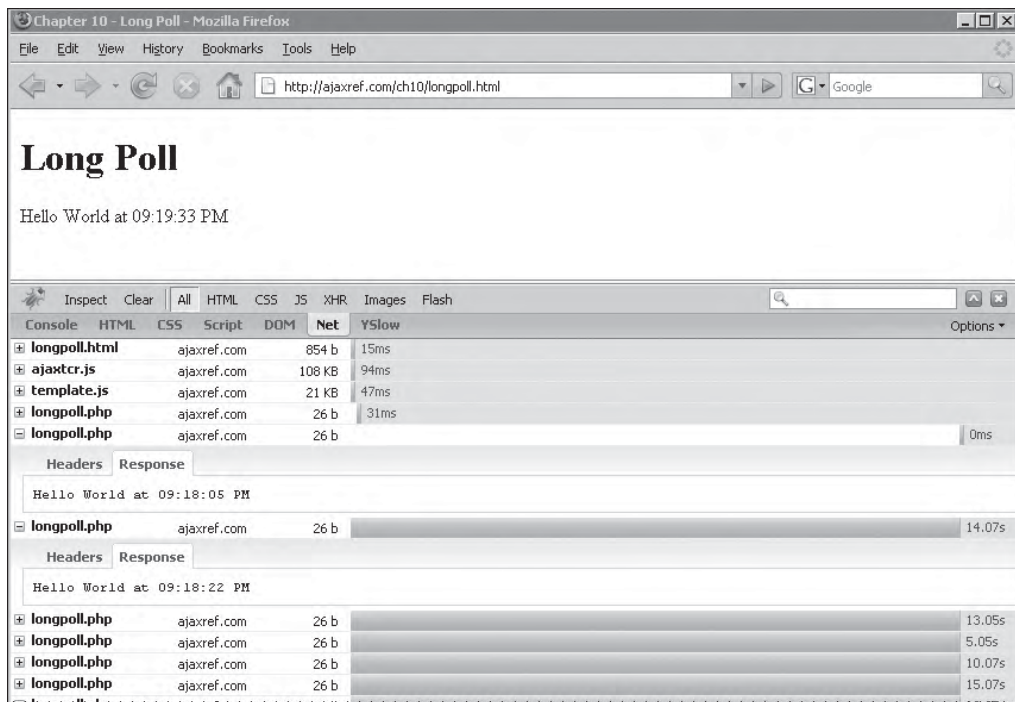 Chapter 10 - Long Poll - Mozilla Firefox
File Edit View History Bookmarks Tools Help
http://ajaxref.com/ch10/longpoll.html G Google
Long Poll
Hello World at 09:19:33 PM
Inspect Clear All HTML CSS JS XHR Images Flash
Console HTML CSS Script DOM Net YSlow Options
longpoll.html ajaxref.com 854 b 15ms
ajaxtcr.js ajaxref.com 108 KB 94ms
template.js ajaxref.com 21 KB 47ms
longpoll.php ajaxref.com 26 b 31ms
longpoll.php ajaxref.com 26 b 0ms
Headers Response
Hello World at 09:18:05 PM
longpoll.php ajaxref.com 26 b 14.07s
Headers Response
Hello World at 09:18:22 PM
longpoll.php ajaxref.com 26 b 13.05s
longpoll.php ajaxref.com 26 b 5.05s
longpoll.php ajaxref.com 26 b 10.07s
longpoll.php ajaxref.com 26 b 15.07s